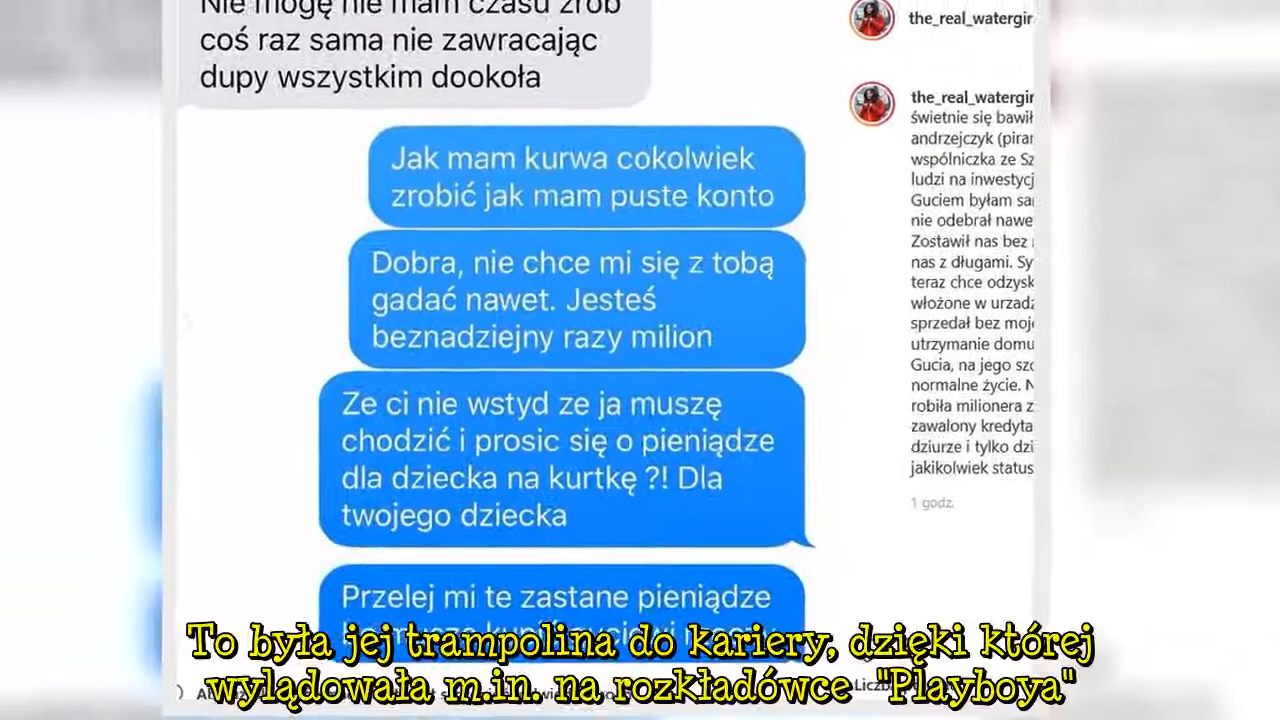 Nie mogę nie mam czasu zrób
coś raz sama nie zawracając
dupy wszystkim dookoła
Jak mam kurwa cokolwiek
zrobić jak mam puste konto
Dobra, nie chce mi się z tobą
gadać nawet. Jesteś
beznadziejny razy milion
Ze ci nie wstyd ze ja muszę
chodzić i prosic się o pieniądze
dla dziecka na kurtkę ?! Dla
twojego dziecka
Przelej mi te zastane pieniądze
the_real_watergir
the_real_watergir
świetnie się bawił
andrzejczyk (pirar
wspólniczka ze Sz
ludzi na inwestycj
Guciem byłam sar
nie odebrał nawe
Zostawił nas bez
nas z długami. Sy
teraz chce odzysk
włożone w urzadz
sprzedał bez moje
utrzymanie domu
Gucia, na jego szc
normalne życie. N
robiła milionera z
zawalony kredyta
dziurze i tylko dzi
jakikolwiek status
1 godz.
To była jej trampolina do kariery, dzięki której
wylądowała m.in. na rozkładówce "Playboya"